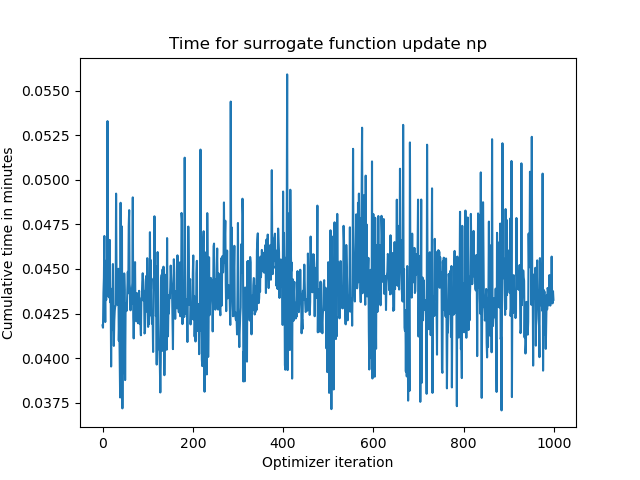 Time for surrogate function update np
Cumulative time in minutes
0.0550
0.0525
0.0500
0.0475
0.0450
0.0425
0.0400
0.0375
0 200 400 600 800 1000
Optimizer iteration